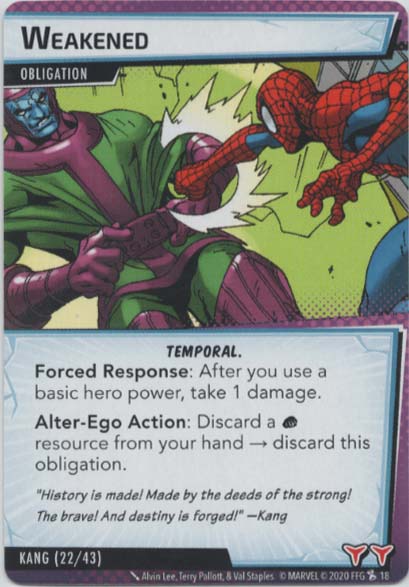 WEAKENED
OBLIGATION
TEMPORAL.
Forced Response: After you use a
basic hero power, take 1 damage.
Alter-Ego Action: Discard a
resource from your hand → discard this
obligation.
"History is made! Made by the deeds of the strong!
The brave! And destiny is forged!" —Kang
KANG (22/43)
Alvin Lee, Terry Pallott, & Val Staples © MARVEL © 2020 FFG 18